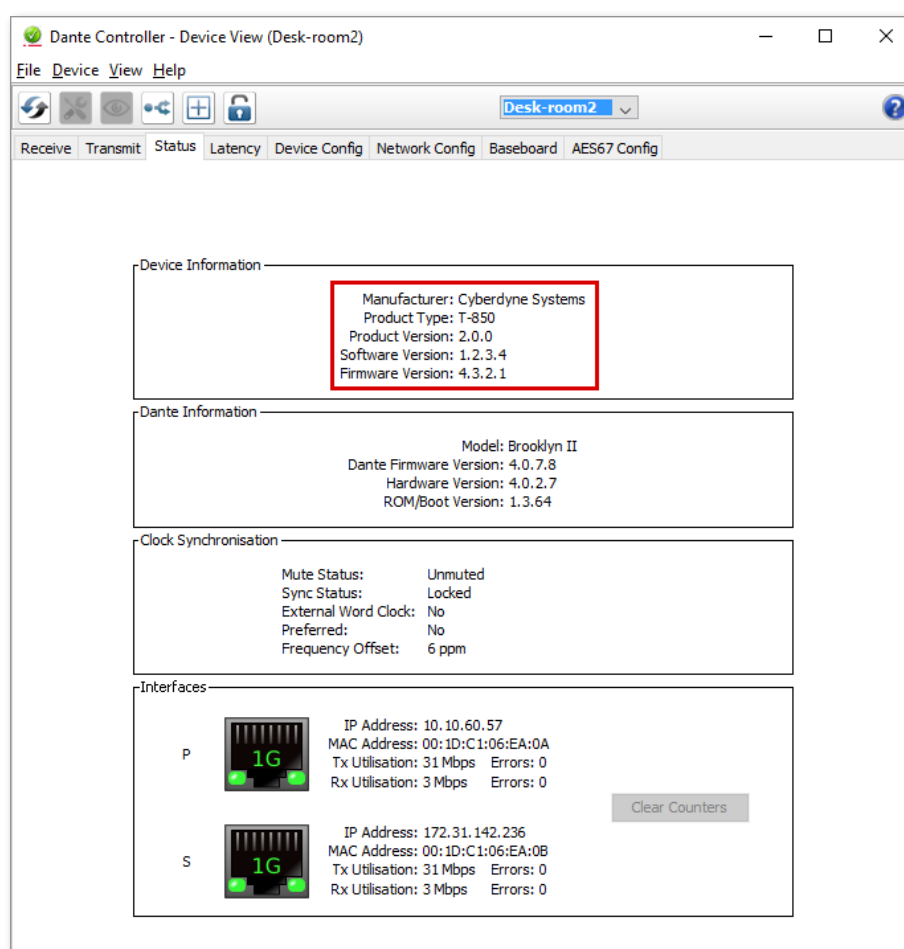 Dante Controller - Device View (Desk-room2)
File Device View Help
Desk-room2
?
Receive Transmit Status Latency Device Config Network Config Baseboard AES67 Config
Device Information
Manufacturer: Cyberdyne Systems
Product Type: T-850
Product Version: 2.0.0
Software Version: 1.2.3.4
Firmware Version: 4.3.2.1
Dante Information
Model: Brooklyn II
Dante Firmware Version: 4.0.7.8
Hardware Version: 4.0.2.7
ROM/Boot Version: 1.3.64
Clock Synchronisation
Mute Status: Unmuted
Sync Status: Locked
External Word Clock: No
Preferred: No
Frequency Offset: 6 ppm
Interfaces
P
1G
IP Address: 10.10.60.57
MAC Address: 00:1D:C1:06:EA:0A
Tx Utilisation: 31 Mbps Errors: 0
Rx Utilisation: 3 Mbps Errors: 0
Clear Counters
S
1G
IP Address: 172.31.142.236
MAC Address: 00:1D:C1:06:EA:0B
Tx Utilisation: 31 Mbps Errors: 0
Rx Utilisation: 3 Mbps Errors: 0